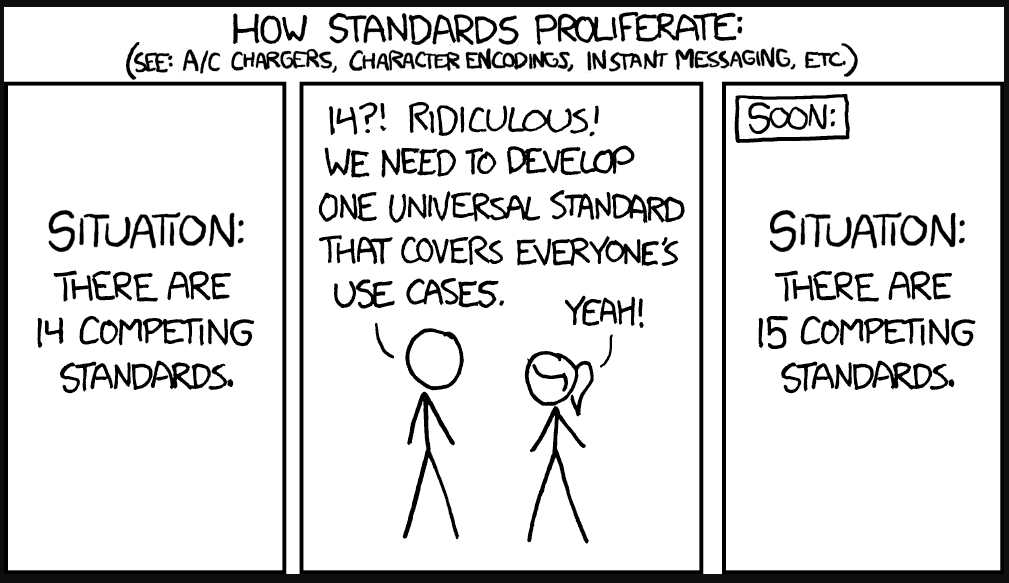 HOW STANDARDS PROLIFERATE:
(SEE: A/C CHARGERS, CHARACTER ENCODINGS, INSTANT MESSAGING, ETC.)
SITUATION:
THERE ARE
14 COMPETING
STANDARDS.
14?! RIDICULOUS!
WE NEED TO DEVELOP
ONE UNIVERSAL STANDARD
THAT COVERS EVERYONE'S
USE CASES.
YEAH!
SOON:
SITUATION:
THERE ARE
15 COMPETING
STANDARDS.